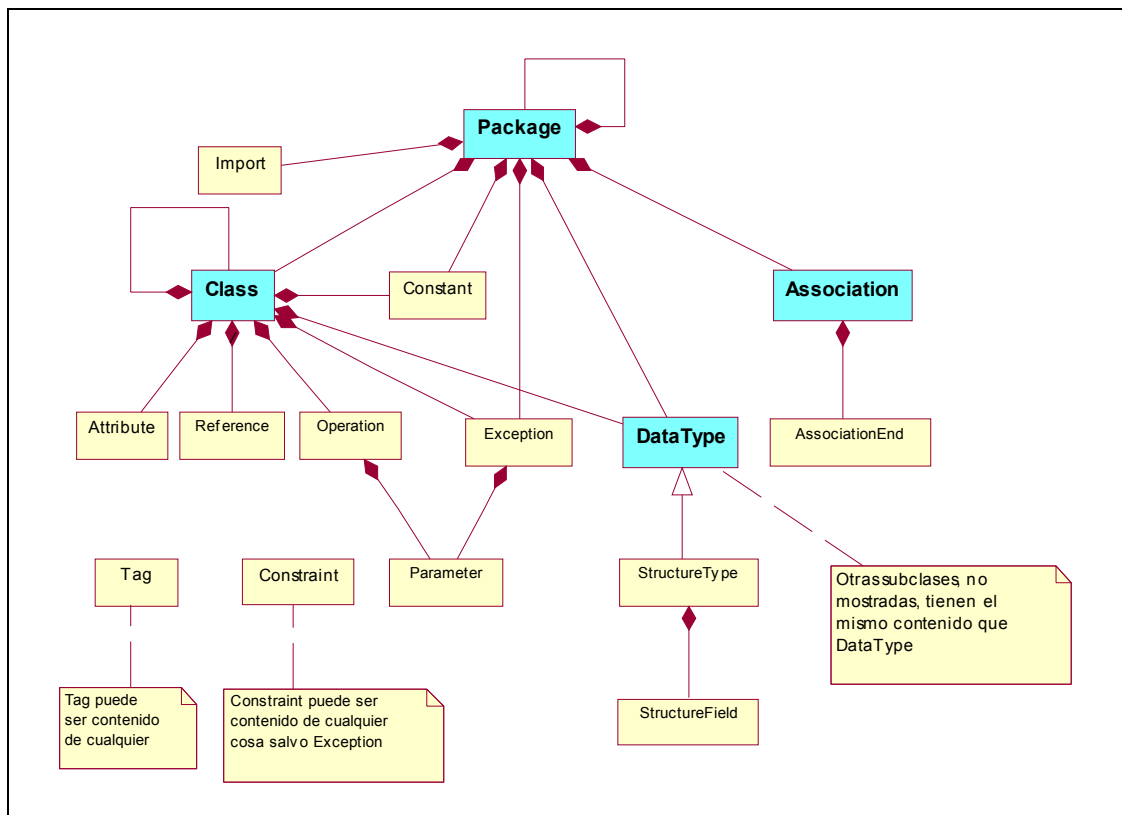 Package
Import
Class
Constant
Association
Attribute
Reference
Operation
Exception
DataType
AssociationEnd
Tag
Constraint
Parameter
StructureType
Otrassubclases, no
mostradas, tienen el
mismo contenido que
DataType
Tag puede
ser contenido
de cualquier
Constraint puede ser
contenido de cualquier
cosa salvo Exception
StructureField